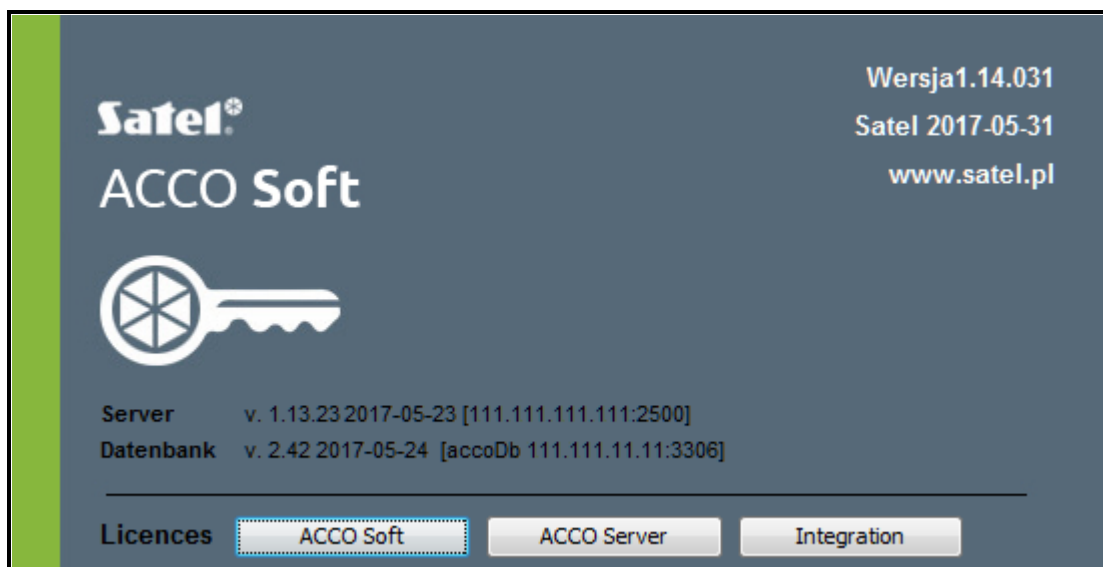 Wersja1.14.031
Satel®
Satel 2017-05-31
ACCO Soft
www.satel.pl
Server v. 1.13.23 2017-05-23 [111.111.111.111:2500]
Datenbank v. 2.42 2017-05-24 [accoDb 111.111.11.11:3306]
Licences ACCO Soft ACCO Server Integration